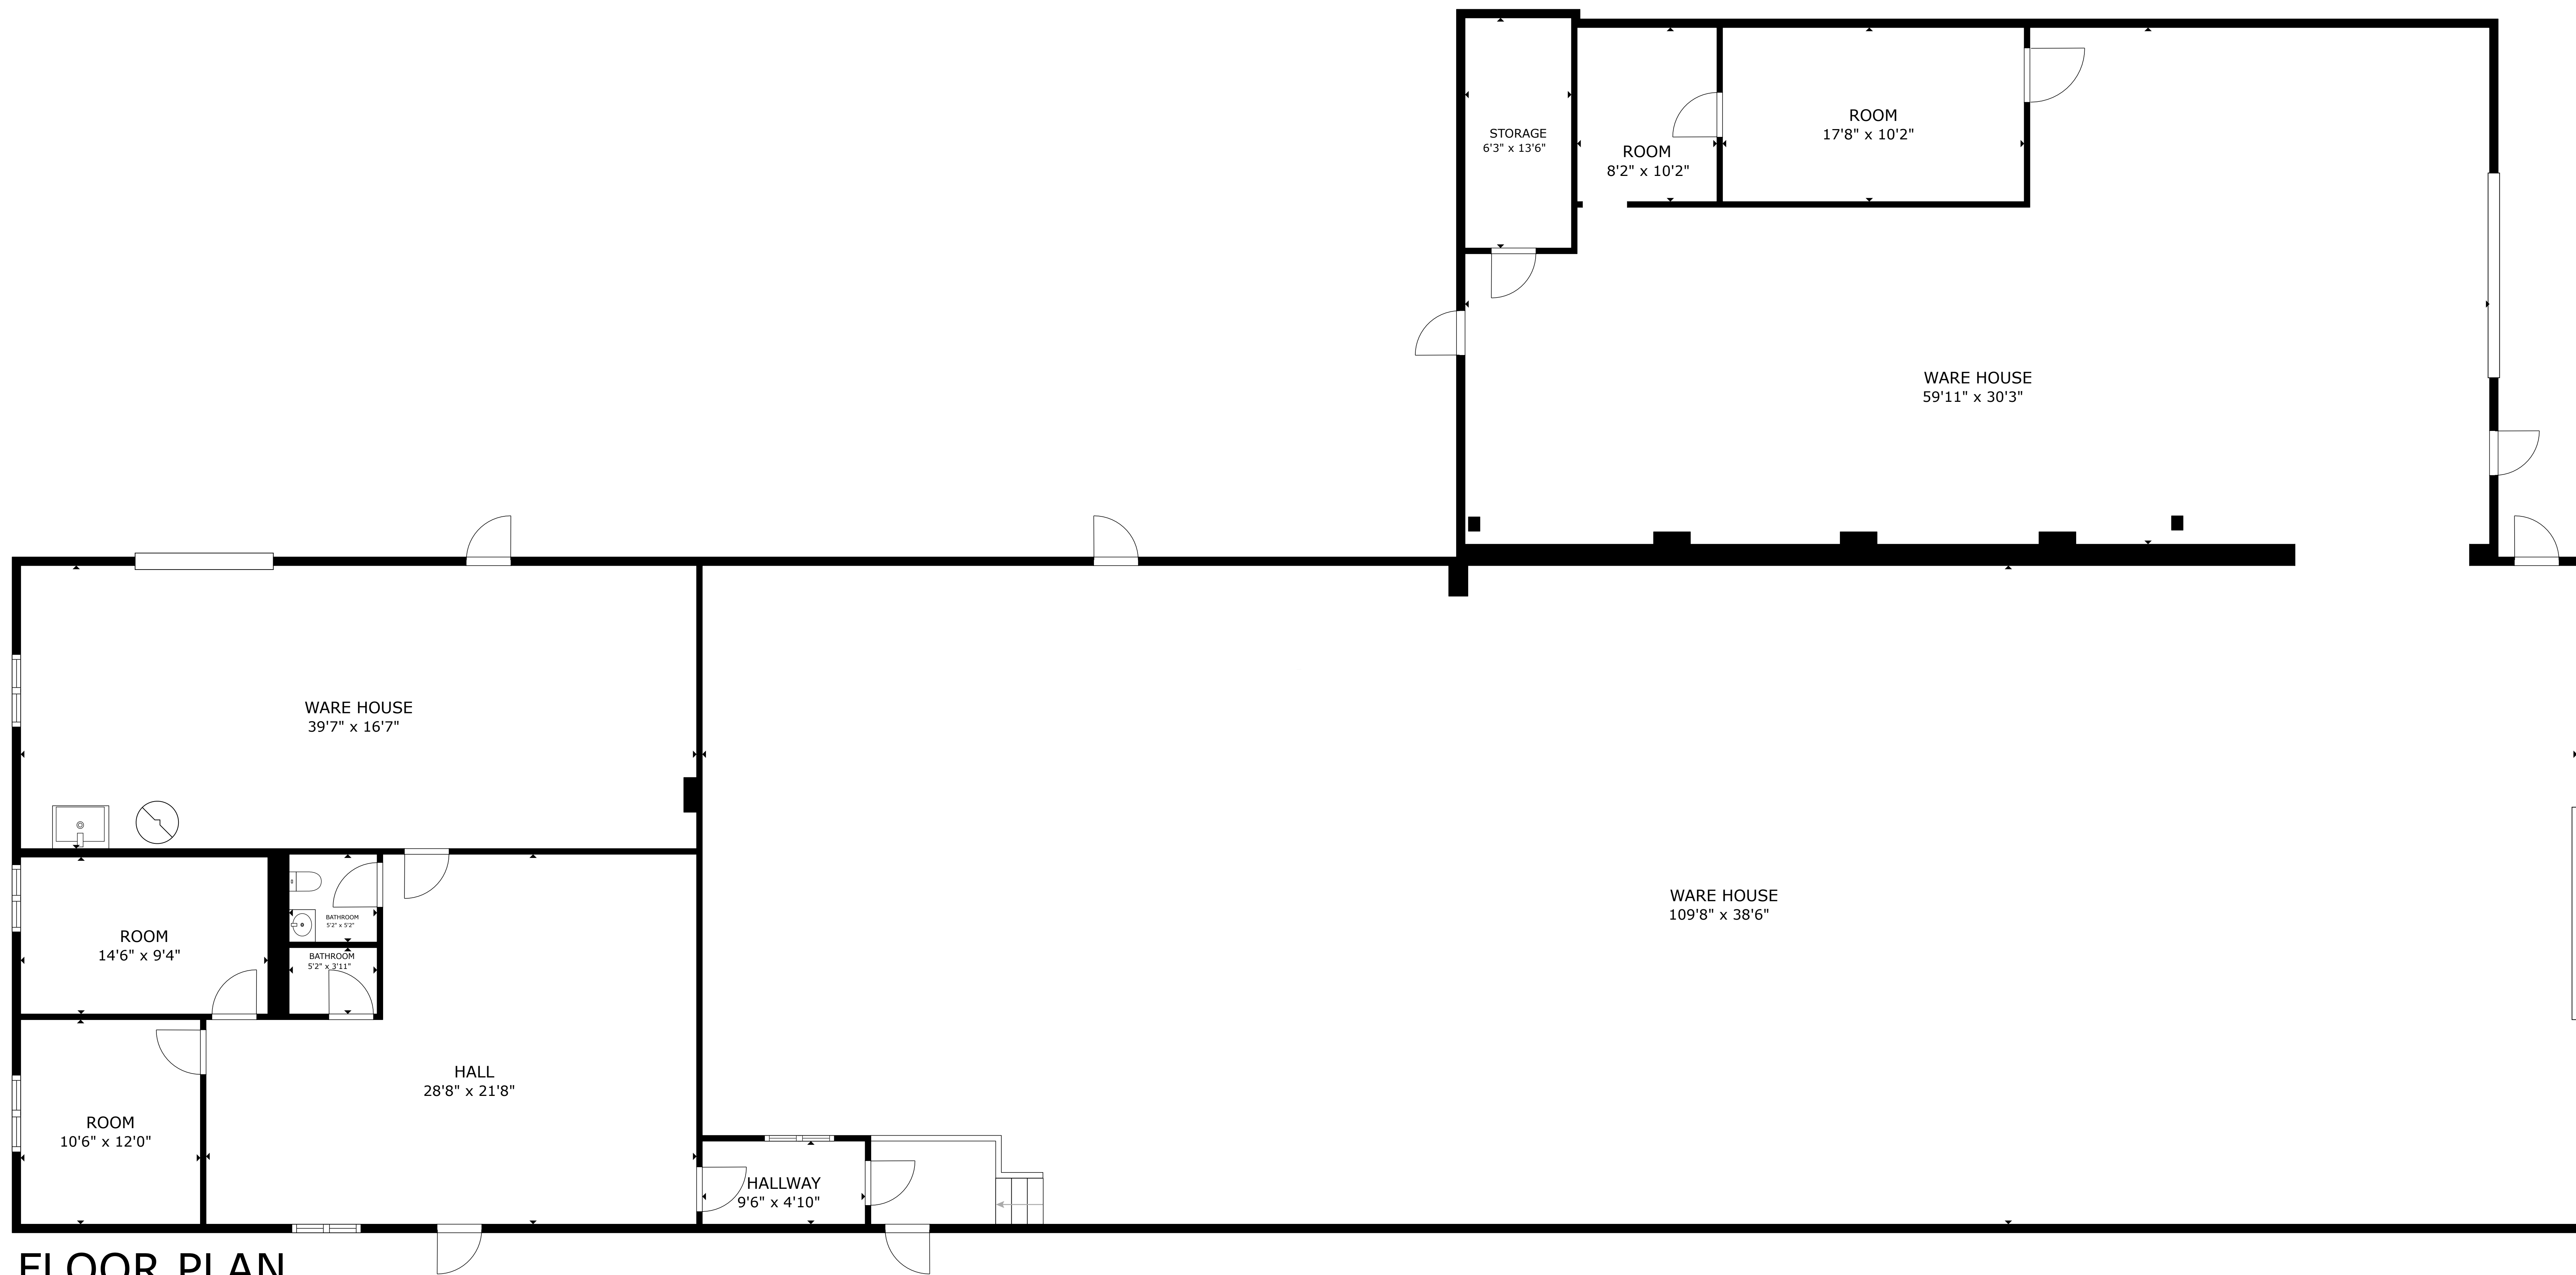 STORAGE
6'3" x 13'6"
ROOM
8'2" x 10'2"
ROOM
17'8" x 10'2"
WARE HOUSE
59'11" x 30'3"
WARE HOUSE
39'7" x 16'7"
WARE HOUSE
109'8" x 38'6"
ROOM
14'6" x 9'4"
BATHROOM
5'2" x 5'2"
BATHROOM
5'2" x 3'11"
HALL
28'8" x 21'8"
ROOM
10'6" x 12'0"
HALLWAY
9'6" x 4'10"
FLOOR PLAN